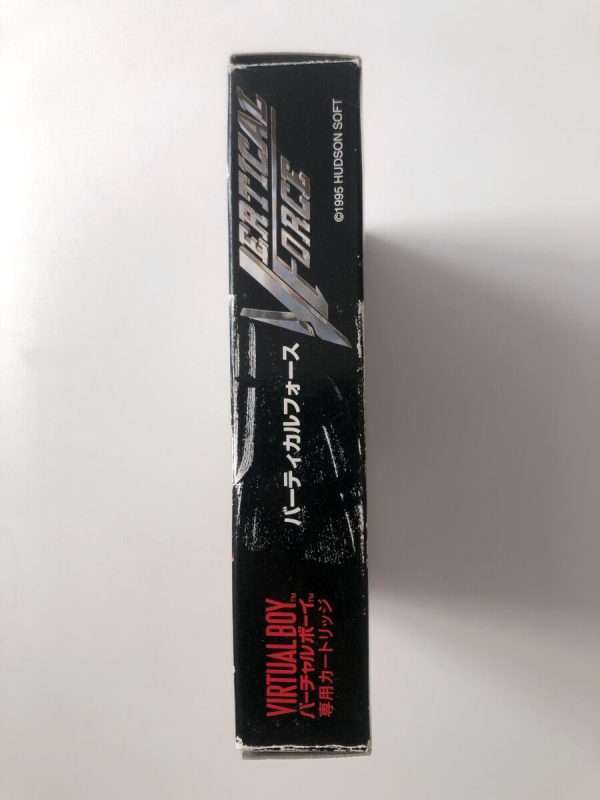 VIRTUAL BOY™
バーチャルボーイ™
専用カートリッジ
バーティカルフォース
VERTICAL
FORCE
©1995 HUDSON SOFT